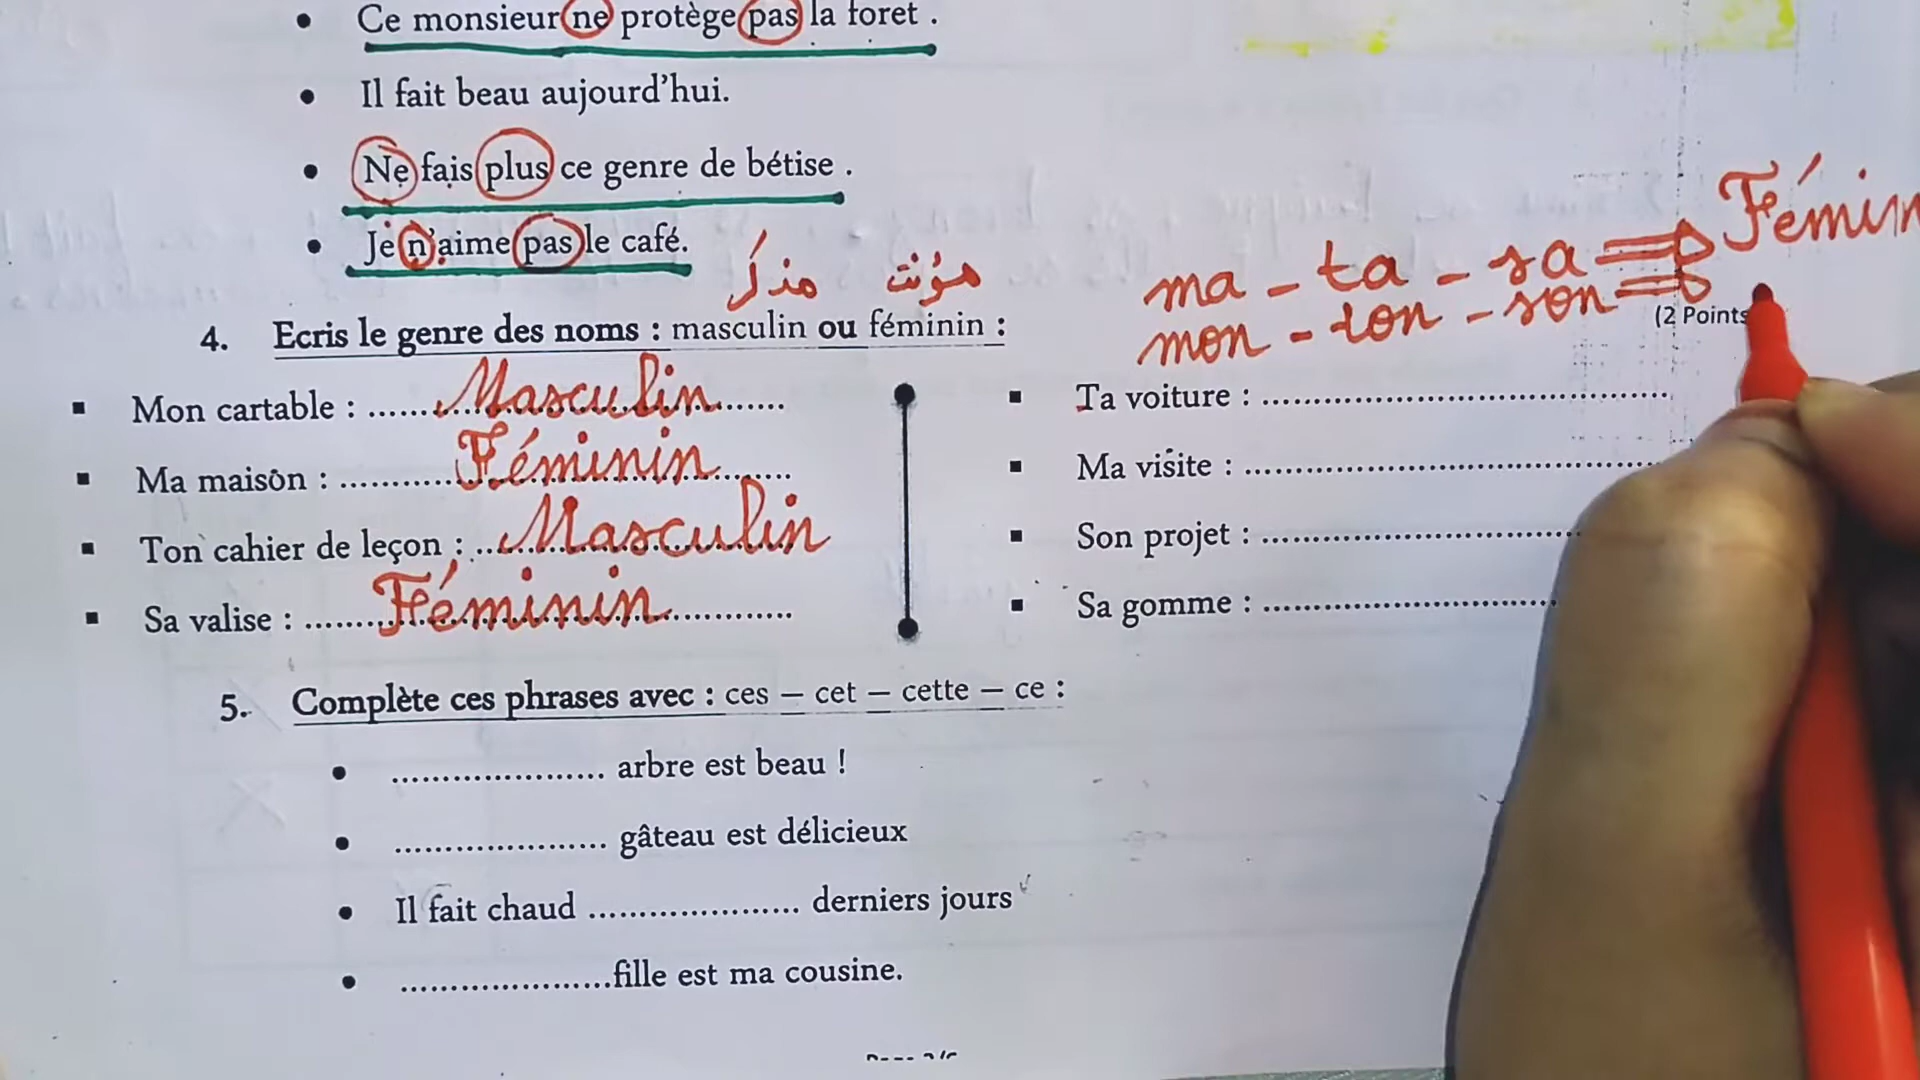 Ce monsieur ne protège pas la foret .
Il fait beau aujourd'hui.
Ne fais plus ce genre de bétise .
Je n'aime pas le café.
مذكر مؤنث
ma - ta - sa ⇒ Fémin
mon - ton - son ⇒
(2 Points
4. Ecris le genre des noms : masculin ou féminin :
Mon cartable : Masculin
Ma maison : Féminin
Ton cahier de leçon : Masculin
Sa valise : Féminin
Ta voiture :
Ma visite :
Son projet :
Sa gomme :
5. Complète ces phrases avec : ces – cet – cette – ce :
..................... arbre est beau !
..................... gâteau est délicieux
Il fait chaud ..................... derniers jours
.....................fille est ma cousine.